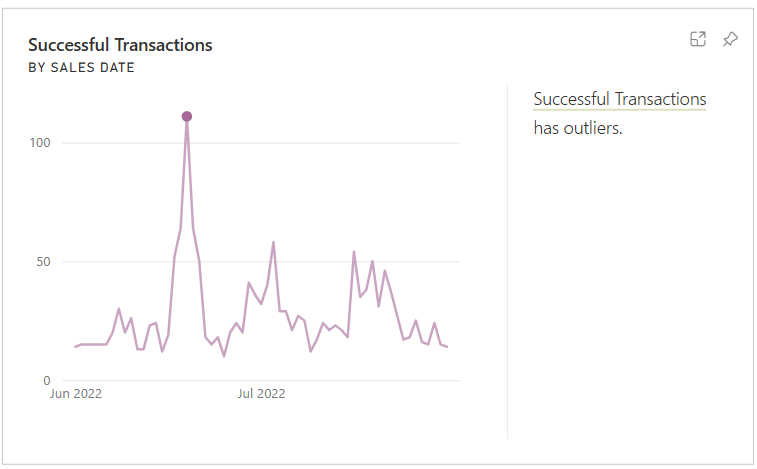 Successful Transactions
BY SALES DATE
100
50
0
Jun 2022
Jul 2022
Successful Transactions
has outliers.